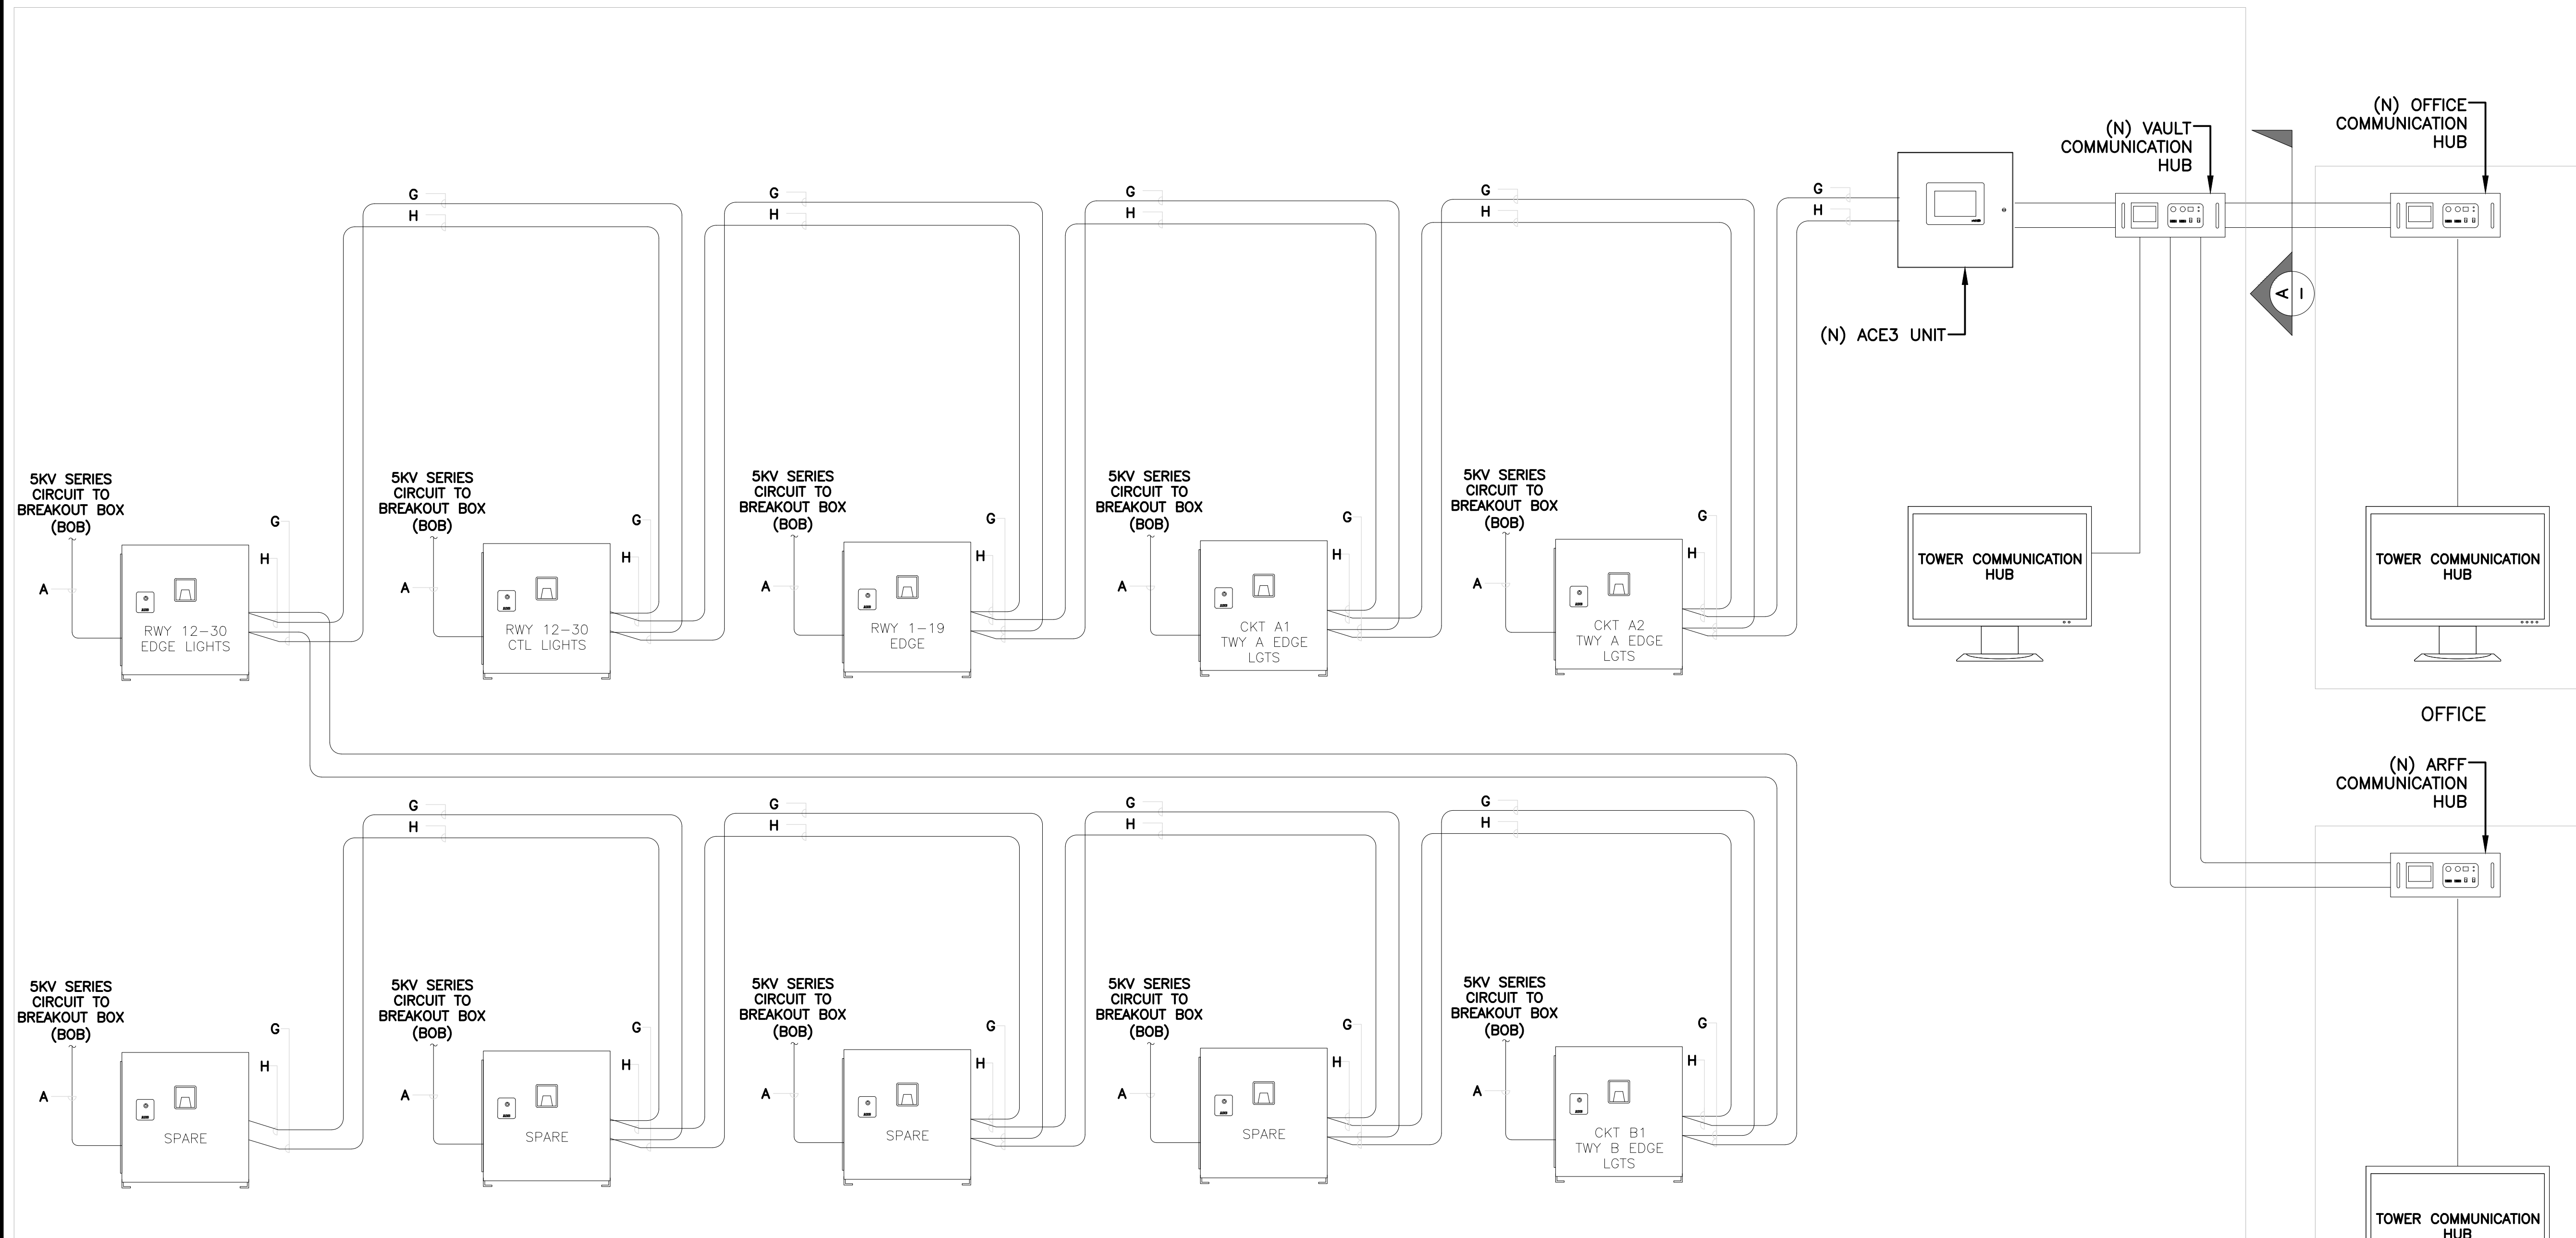 (N) OFFICE
COMMUNICATION
HUB
(N) VAULT
COMMUNICATION
HUB
G
H
G
H
G
H
G
H
G
H
A
(N) ACE3 UNIT
5KV SERIES
CIRCUIT TO
BREAKOUT BOX
(BOB)
G
H
A
RWY 12-30
EDGE LIGHTS
5KV SERIES
CIRCUIT TO
BREAKOUT BOX
(BOB)
G
H
A
RWY 12-30
CTL LIGHTS
5KV SERIES
CIRCUIT TO
BREAKOUT BOX
(BOB)
G
H
A
RWY 1-19
EDGE
5KV SERIES
CIRCUIT TO
BREAKOUT BOX
(BOB)
G
H
A
CKT A1
TWY A EDGE
LGTS
5KV SERIES
CIRCUIT TO
BREAKOUT BOX
(BOB)
G
H
A
CKT A2
TWY A EDGE
LGTS
TOWER COMMUNICATION
HUB
TOWER COMMUNICATION
HUB
OFFICE
(N) ARFF
COMMUNICATION
HUB
G
H
G
H
G
H
G
H
5KV SERIES
CIRCUIT TO
BREAKOUT BOX
(BOB)
G
H
A
SPARE
5KV SERIES
CIRCUIT TO
BREAKOUT BOX
(BOB)
G
H
A
SPARE
5KV SERIES
CIRCUIT TO
BREAKOUT BOX
(BOB)
G
H
A
SPARE
5KV SERIES
CIRCUIT TO
BREAKOUT BOX
(BOB)
G
H
A
SPARE
5KV SERIES
CIRCUIT TO
BREAKOUT BOX
(BOB)
G
H
A
CKT B1
TWY B EDGE
LGTS
TOWER COMMUNICATION
HUB